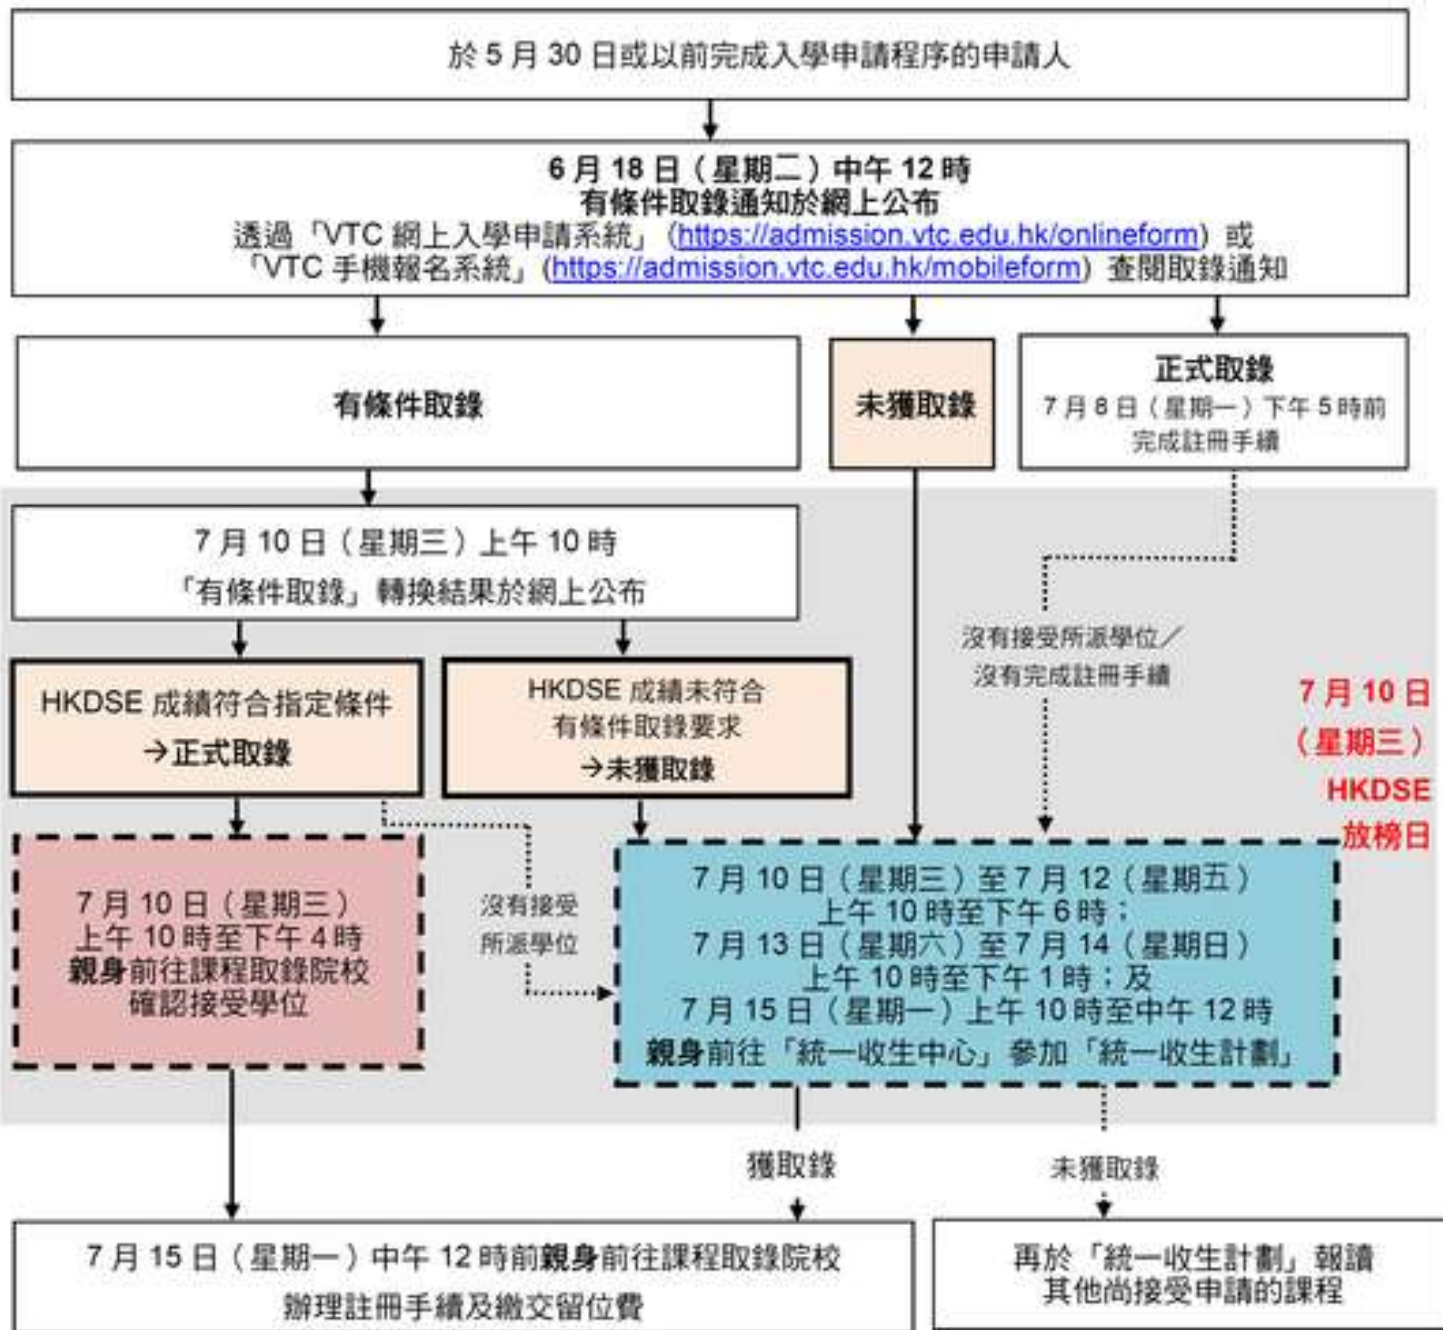 於 5 月 30 日或以前完成入學申請程序的申請人
6 月 18 日（星期二）中午 12 時
有條件取錄通知於網上公布
透過「VTC 網上入學申請系統」(https://admission.vtc.edu.hk/onlineform) 或
「VTC 手機報名系統」(https://admission.vtc.edu.hk/mobileform) 查閱取錄通知
有條件取錄
未獲取錄
正式取錄
7 月 8 日（星期一）下午 5 時前
完成註冊手續
7 月 10 日（星期三）上午 10 時
「有條件取錄」轉換結果於網上公布
沒有接受所派學位／
沒有完成註冊手續
HKDSE 成績符合指定條件
→正式取錄
HKDSE 成績未符合
有條件取錄要求
→未獲取錄
7 月 10 日
（星期三）
HKDSE
放榜日
7 月 10 日（星期三）
上午 10 時至下午 4 時
親身前往課程取錄院校
確認接受學位
沒有接受
所派學位
7 月 10 日（星期三）至 7 月 12（星期五）
上午 10 時至下午 6 時；
7 月 13 日（星期六）至 7 月 14（星期日）
上午 10 時至下午 1 時；及
7 月 15 日（星期一）上午 10 時至中午 12 時
親身前往「統一收生中心」參加「統一收生計劃」
獲取錄
未獲取錄
7 月 15 日（星期一）中午 12 時前親身前往課程取錄院校
辦理註冊手續及繳交留位費
再於「統一收生計劃」報讀
其他尚接受申請的課程